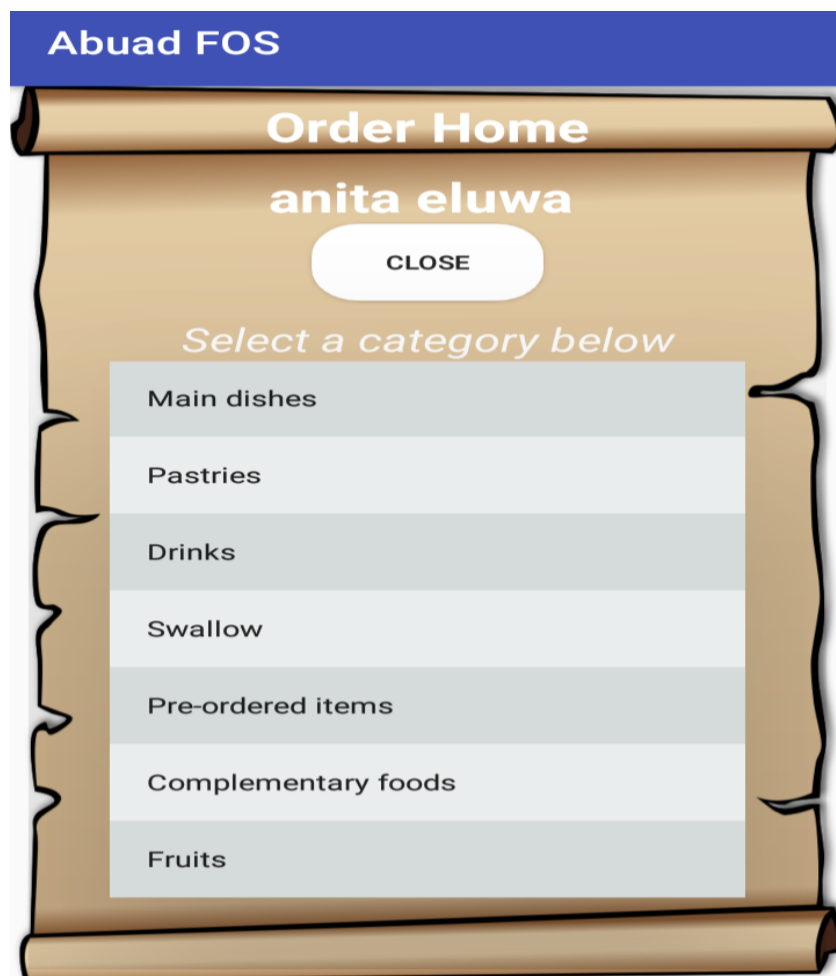 Abuad FOS
Order Home
anita eluwa
CLOSE
Select a category below
Main dishes
Pastries
Drinks
Swallow
Pre-ordered items
Complementary foods
Fruits